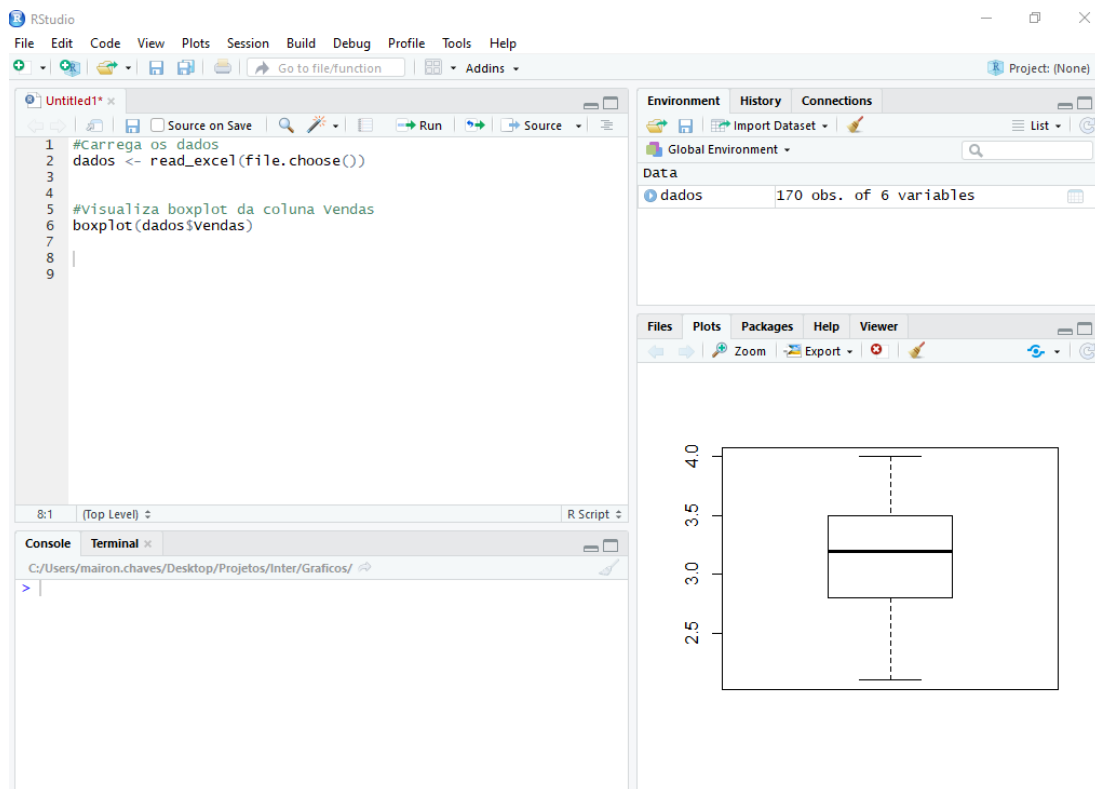 RStudio
File Edit Code View Plots Session Build Debug Profile Tools Help
Go to file/function Addins Project: (None)
Untitled1*
Source on Save Run Source
1 #Carrega os dados
2 dados <- read_excel(file.choose())
3
4
5 #Visualiza boxplot da coluna Vendas
6 boxplot(dados$Vendas)
7
8
9
8:1 (Top Level) R Script
Console Terminal
C:/Users/mairon.chaves/Desktop/Projetos/Inter/Graficos/
>
Environment History Connections
Import Dataset List
Global Environment
Data
dados 170 obs. of 6 variables
Files Plots Packages Help Viewer
Zoom Export
4.0
3.5
3.0
2.5